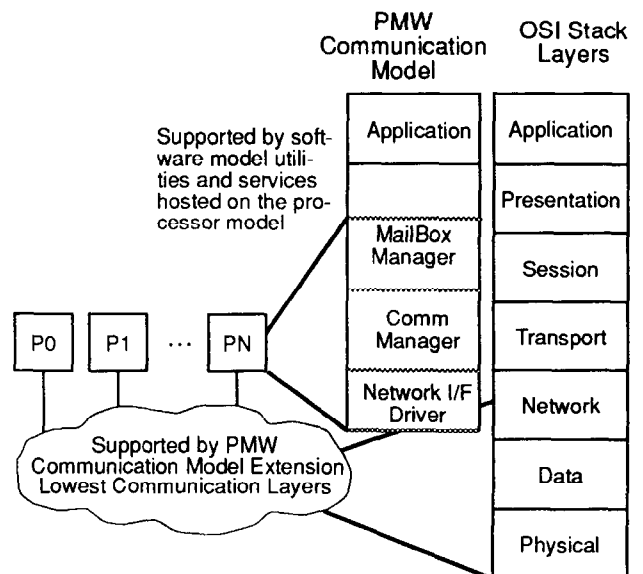 PMW
Communication
Model
OSI Stack
Layers
Supported by soft-
ware model utili-
ties and services
hosted on the pro-
cessor model
Application
MailBox
Manager
Comm
Manager
Network I/F
Driver
Application
Presentation
Session
Transport
Network
Data
Physical
P0
P1
...
PN
Supported by PMW
Communication Model Extension
Lowest Communication Layers